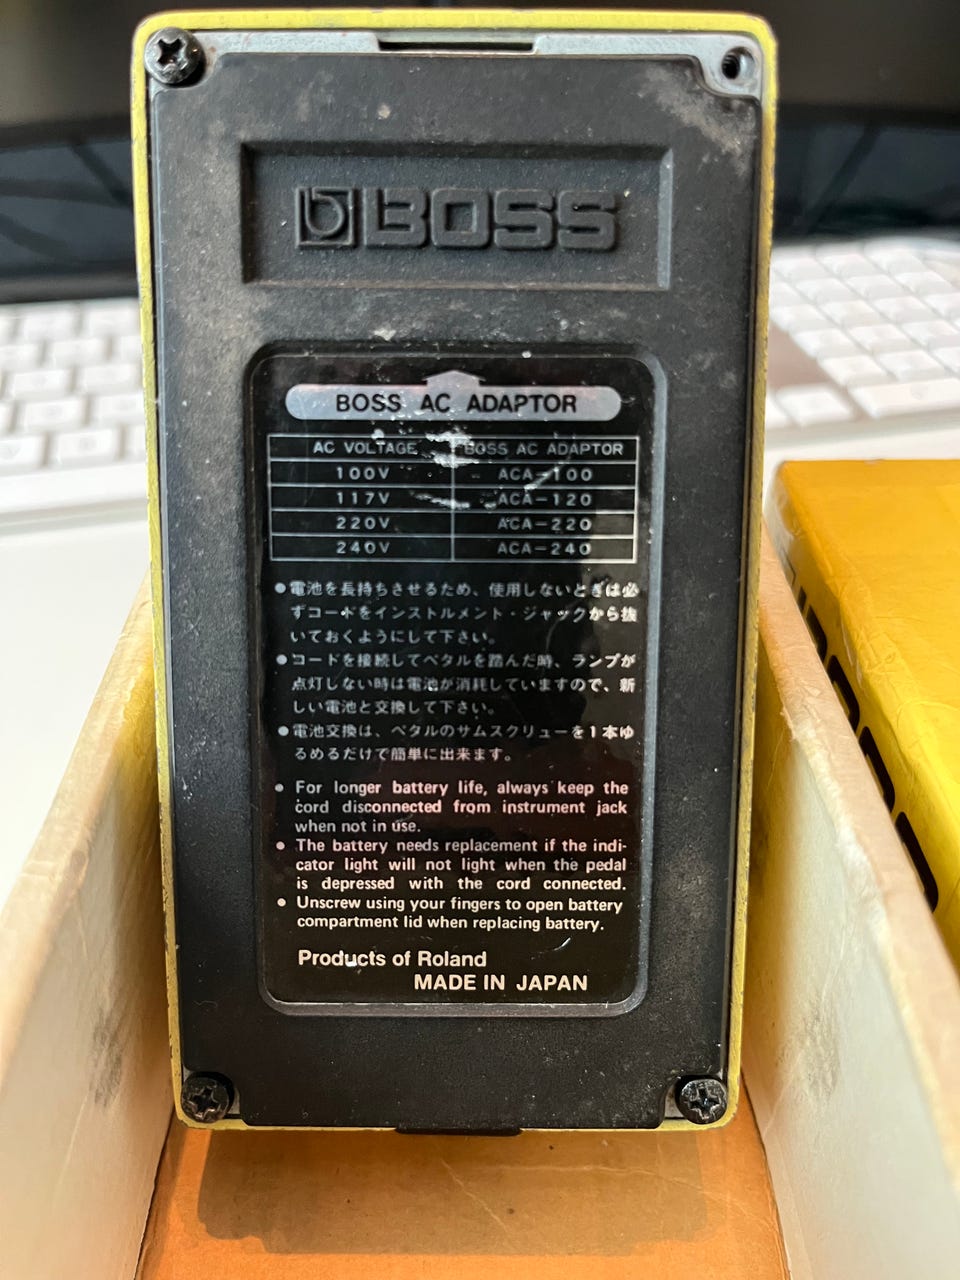 BOSS
BOSS AC ADAPTOR
AC VOLTAGE BOSS AC ADAPTOR
100V ACA-100
117V ACA-120
220V ACA-220
240V ACA-240
●電池を長持ちさせるため、使用しないときは必
ずコードをインストルメント・ジャックから抜
いておくようにして下さい。
●コードを接続してペタルを踏んだ時、ランプが
点灯しない時は電池が消耗していますので、新
しい電池と交換して下さい。
●電池交換は、ペタルのサムスクリューを1本ゆ
るめるだけで簡単に出来ます。
● For longer battery life, always keep the
cord disconnected from instrument jack
when not in use.
● The battery needs replacement if the indi-
cator light will not light when the pedal
is depressed with the cord connected.
● Unscrew using your fingers to open battery
compartment lid when replacing battery.
Products of Roland
MADE IN JAPAN